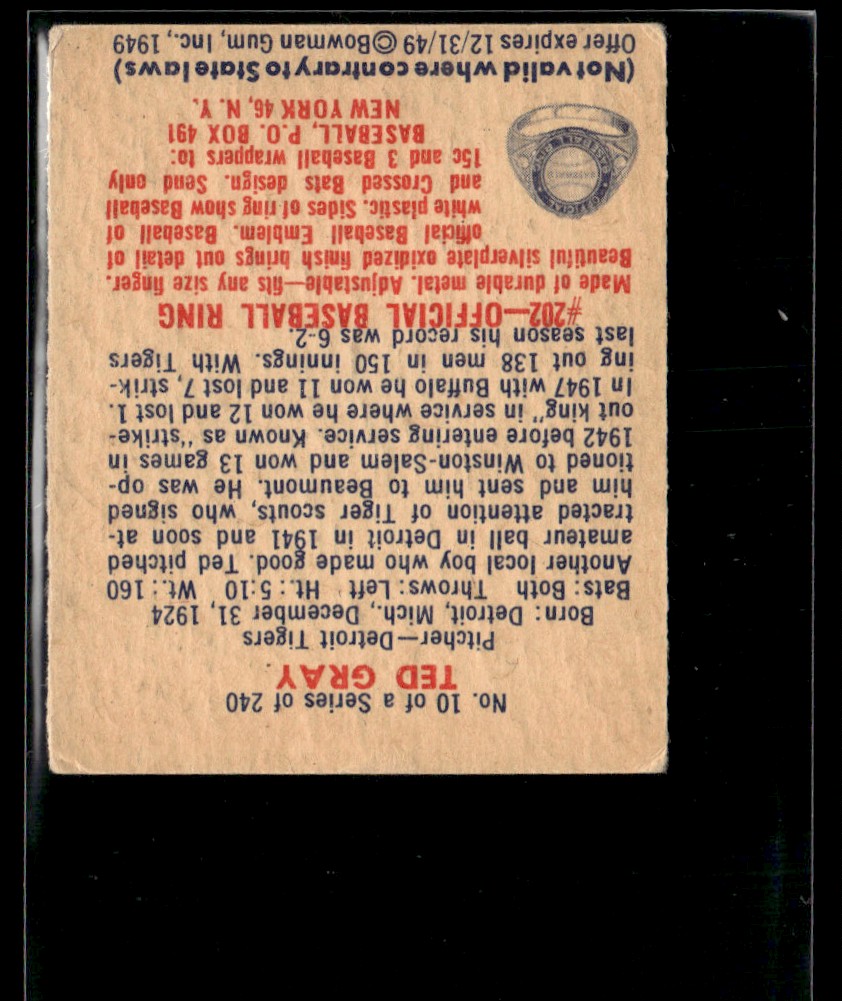 No. 10 of a Series of 240
TED GRAY
Pitcher—Detroit Tigers
Born: Detroit, Mich., December 31, 1924
Bats: Both Throws: Left Ht.: 5:10 Wt.: 160
Another local boy who made good. Ted pitched
amateur ball in Detroit in 1941 and soon at-
tracted attention of Tiger scouts, who signed
him and sent him to Beaumont. He was op-
tioned to Winston-Salem and won 13 games in
1942 before entering service. Known as "strike-
out king" in service where he won 12 and lost 1.
In 1947 with Buffalo he won 11 and lost 7, strik-
ing out 138 men in 150 innings. With Tigers
last season his record was 6-2.
#202—OFFICIAL BASEBALL RING
Made of durable metal. Adjustable—fits any size finger.
Beautiful silverplate oxidized finish brings out detail of
official Baseball Emblem. Baseball of
white plastic. Sides of ring show Baseball
and Crossed Bats design. Send only
15c and 3 Baseball wrappers to:
BASEBALL, P.O. BOX 491
NEW YORK 46, N. Y.
OFFICIAL
BASEBALL RING
(Not valid where contrary to State laws)
Offer expires 12/31/49 ©Bowman Gum, Inc., 1949